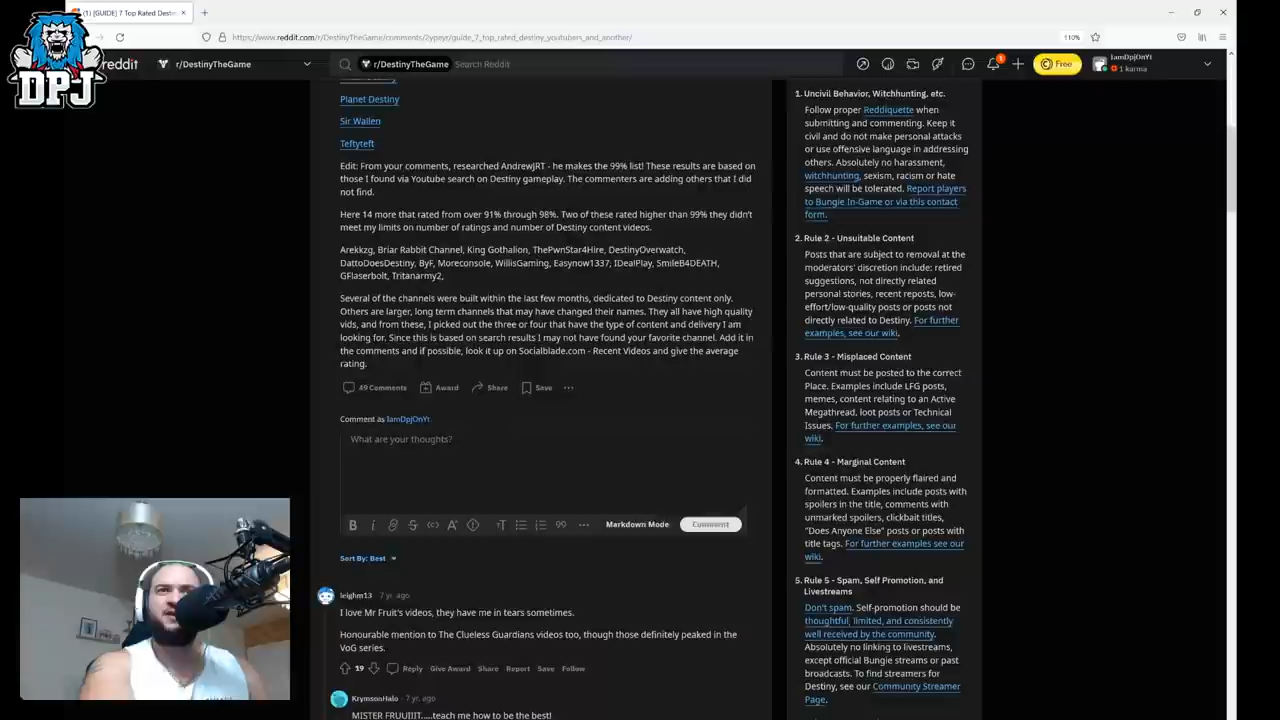 (1) [GUIDE] 7 Top Rated Destin
https://www.reddit.com/r/DestinyTheGame/comments/2ypeyr/guide_7_top_rated_destiny_youtubers_and_another/
110%
DPJ
reddit
r/DestinyTheGame
r/DestinyTheGame
Search Reddit
1
Free
IamDpjOnYt
1 karma
Planet Destiny
Sir Wallen
Teftyteft
Edit: From your comments, researched AndrewJRT - he makes the 99% list! These results are based on
those I found via Youtube search on Destiny gameplay. The commenters are adding others that I did
not find.
Here 14 more that rated from over 91% through 98%. Two of these rated higher than 99% they didn't
meet my limits on number of ratings and number of Destiny content videos.
Arekkzg, Briar Rabbit Channel, King Gothalion, ThePwnStar4Hire, DestinyOverwatch,
DattoDoesDestiny, ByF, Moreconsole, WillisGaming, Easynow1337, IDealPlay, SmileB4DEATH,
GFlaserbolt, Tritanarmy2,
Several of the channels were built within the last few months, dedicated to Destiny content only.
Others are larger, long term channels that may have changed their names. They all have high quality
vids, and from these, I picked out the three or four that have the type of content and delivery I am
looking for. Since this is based on search results I may not have found your favorite channel. Add it in
the comments and if possible, look it up on Socialblade.com - Recent Videos and give the average
rating.
49 Comments
Award
Share
Save
Comment as IamDpjOnYt
What are your thoughts?
Markdown Mode
Comment
Sort By: Best
leighm13 · 7 yr. ago
I love Mr Fruit's videos, they have me in tears sometimes.
Honourable mention to The Clueless Guardians videos too, though those definitely peaked in the
VoG series.
19
Reply
Give Award
Share
Report
Save
Follow
KrymsonHalo · 7 yr. ago
MISTER FRUUIIIT.....teach me how to be the best!
1. Uncivil Behavior, Witchhunting, etc.
Follow proper Reddiquette when
submitting and commenting. Keep it
civil and do not make personal attacks
or use offensive language in addressing
others. Absolutely no harassment,
witchhunting, sexism, racism or hate
speech will be tolerated. Report players
to Bungie In-Game or via this contact
form.
2. Rule 2 - Unsuitable Content
Posts that are subject to removal at the
moderators' discretion include: retired
suggestions, not directly related
personal stories, recent reposts, low-
effort/low-quality posts or posts not
directly related to Destiny. For further
examples, see our wiki.
3. Rule 3 - Misplaced Content
Content must be posted to the correct
Place. Examples include LFG posts,
memes, content relating to an Active
Megathread, loot posts or Technical
Issues. For further examples, see our
wiki.
4. Rule 4 - Marginal Content
Content must be properly flaired and
formatted. Examples include posts with
spoilers in the title, comments with
unmarked spoilers, clickbait titles,
"Does Anyone Else" posts or posts with
title tags. For further examples see our
wiki.
5. Rule 5 - Spam, Self Promotion, and
Livestreams
Don't spam. Self-promotion should be
thoughtful, limited, and consistently
well received by the community.
Absolutely no linking to livestreams,
except official Bungie streams or past
broadcasts. To find streamers for
Destiny, see our Community Streamer
Page.